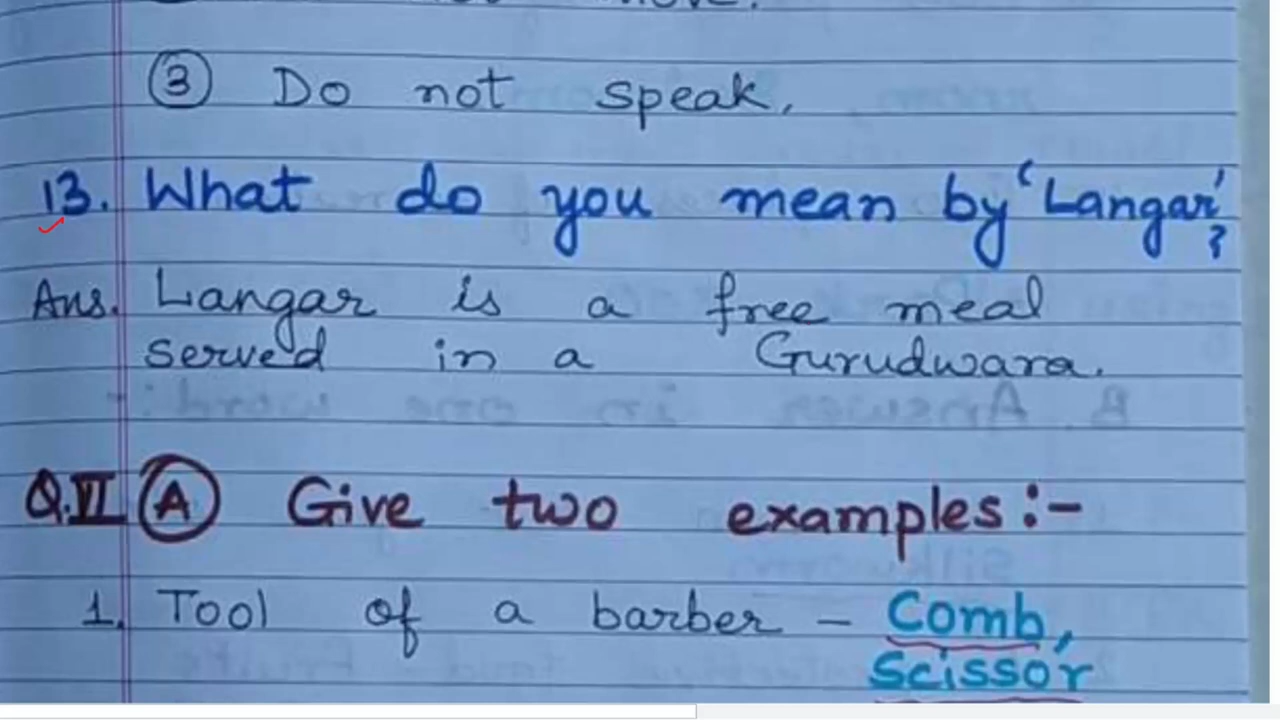 ③ Do not speak.
13. What do you mean by 'Langar'?
Ans. Langar is a free meal
served in a Gurudwara.
Q.VI Ⓐ Give two examples:-
1. Tool of a barber - Comb,
Scissor